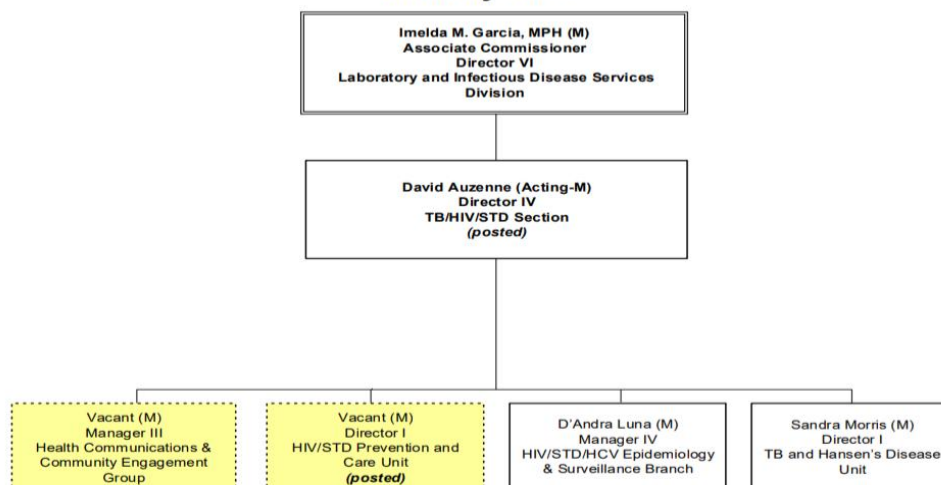 Imelda M. Garcia, MPH (M)
Associate Commissioner
Director VI
Laboratory and Infectious Disease Services
Division
David Auzenne (Acting-M)
Director IV
TB/HIV/STD Section
(posted)
Vacant (M)
Manager III
Health Communications &
Community Engagement
Group
Vacant (M)
Director I
HIV/STD Prevention and
Care Unit
(posted)
D'Andra Luna (M)
Manager IV
HIV/STD/HCV Epidemiology
& Surveillance Branch
Sandra Morris (M)
Director I
TB and Hansen's Disease
Unit